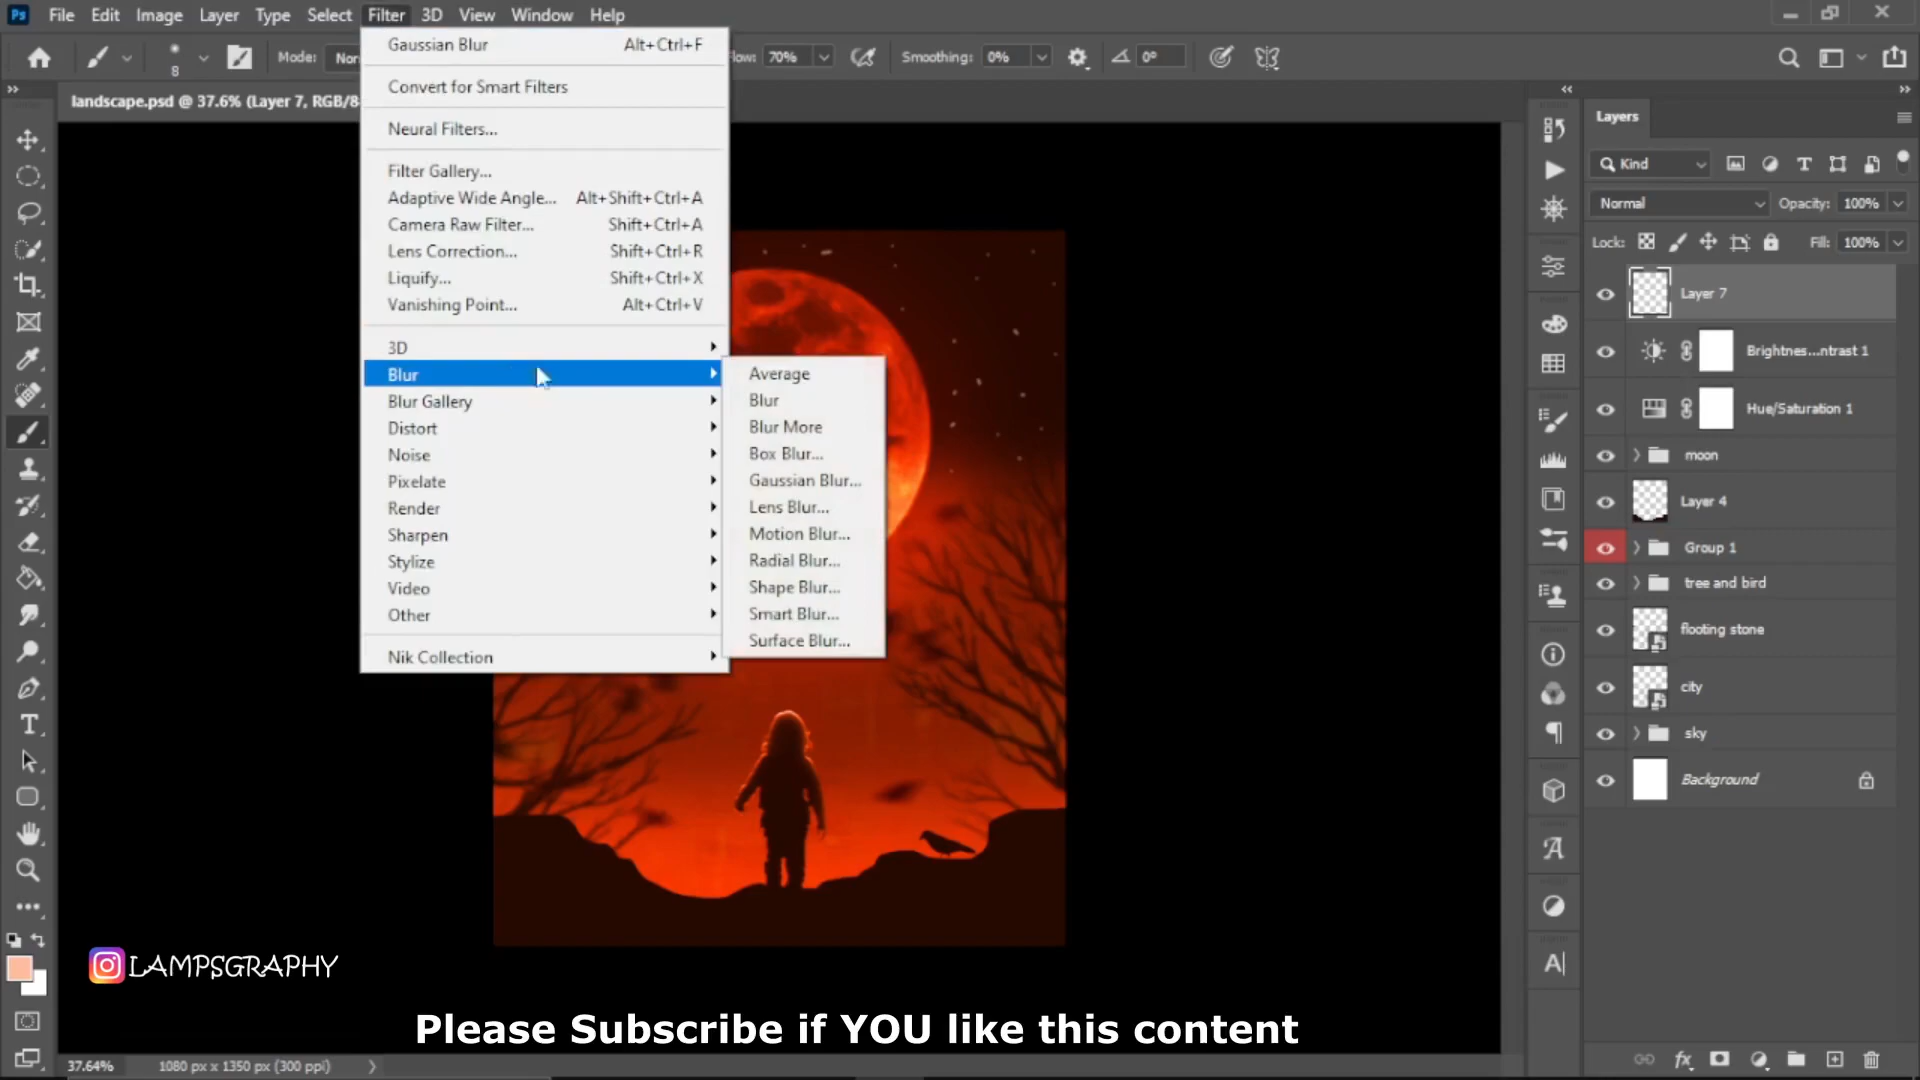 Ps File Edit Image Layer Type Select Filter 3D View Window Help
8 Mode: Flow: 70% Smoothing: 0% 0°
landscape.psd @ 37.6% (Layer 7, RGB/8
Gaussian Blur Alt+Ctrl+F
Convert for Smart Filters
Neural Filters...
Filter Gallery...
Adaptive Wide Angle... Alt+Shift+Ctrl+A
Camera Raw Filter... Shift+Ctrl+A
Lens Correction... Shift+Ctrl+R
Liquify... Shift+Ctrl+X
Vanishing Point... Alt+Ctrl+V
3D
Blur
Blur Gallery
Distort
Noise
Pixelate
Render
Sharpen
Stylize
Video
Other
Nik Collection
Average
Blur
Blur More
Box Blur...
Gaussian Blur...
Lens Blur...
Motion Blur...
Radial Blur...
Shape Blur...
Smart Blur...
Surface Blur...
Layers
Kind
Normal Opacity: 100%
Lock: Fill: 100%
Layer 7
Brightnes...ntrast 1
Hue/Saturation 1
moon
Layer 4
Group 1
tree and bird
flooting stone
city
sky
Background
LAMPSGRAPHY
Please Subscribe if YOU like this content
37.64% 1080 px x 1350 px (300 ppi)